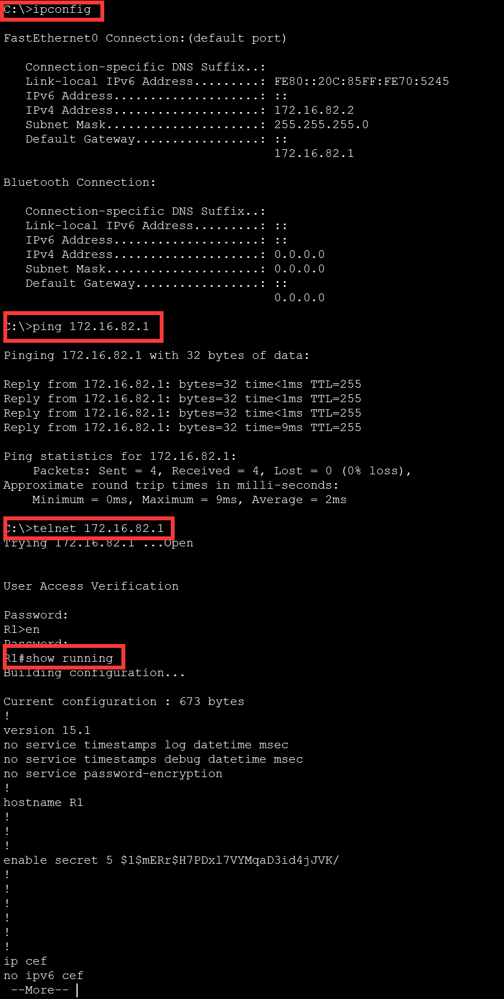 C:\>ipconfig
FastEthernet0 Connection:(default port)
Connection-specific DNS Suffix..:
Link-local IPv6 Address.........: FE80::20C:85FF:FE70:5245
IPv6 Address....................: ::
IPv4 Address....................: 172.16.82.2
Subnet Mask.....................: 255.255.255.0
Default Gateway.................: ::
172.16.82.1
Bluetooth Connection:
Connection-specific DNS Suffix..:
Link-local IPv6 Address.........: ::
IPv6 Address....................: ::
IPv4 Address....................: 0.0.0.0
Subnet Mask.....................: 0.0.0.0
Default Gateway.................: ::
0.0.0.0
C:\>ping 172.16.82.1
Pinging 172.16.82.1 with 32 bytes of data:
Reply from 172.16.82.1: bytes=32 time<1ms TTL=255
Reply from 172.16.82.1: bytes=32 time<1ms TTL=255
Reply from 172.16.82.1: bytes=32 time<1ms TTL=255
Reply from 172.16.82.1: bytes=32 time=9ms TTL=255
Ping statistics for 172.16.82.1:
Packets: Sent = 4, Received = 4, Lost = 0 (0% loss),
Approximate round trip times in milli-seconds:
Minimum = 0ms, Maximum = 9ms, Average = 2ms
C:\>telnet 172.16.82.1
Trying 172.16.82.1 ...Open
User Access Verification
Password:
R1>en
Password:
R1#show running
Building configuration...
Current configuration : 673 bytes
!
version 15.1
no service timestamps log datetime msec
no service timestamps debug datetime msec
no service password-encryption
!
hostname R1
!
!
!
enable secret 5 $1$mERr$H7PDxl7VYMqaD3id4jJVK/
!
!
!
!
!
!
ip cef
no ipv6 cef
--More--